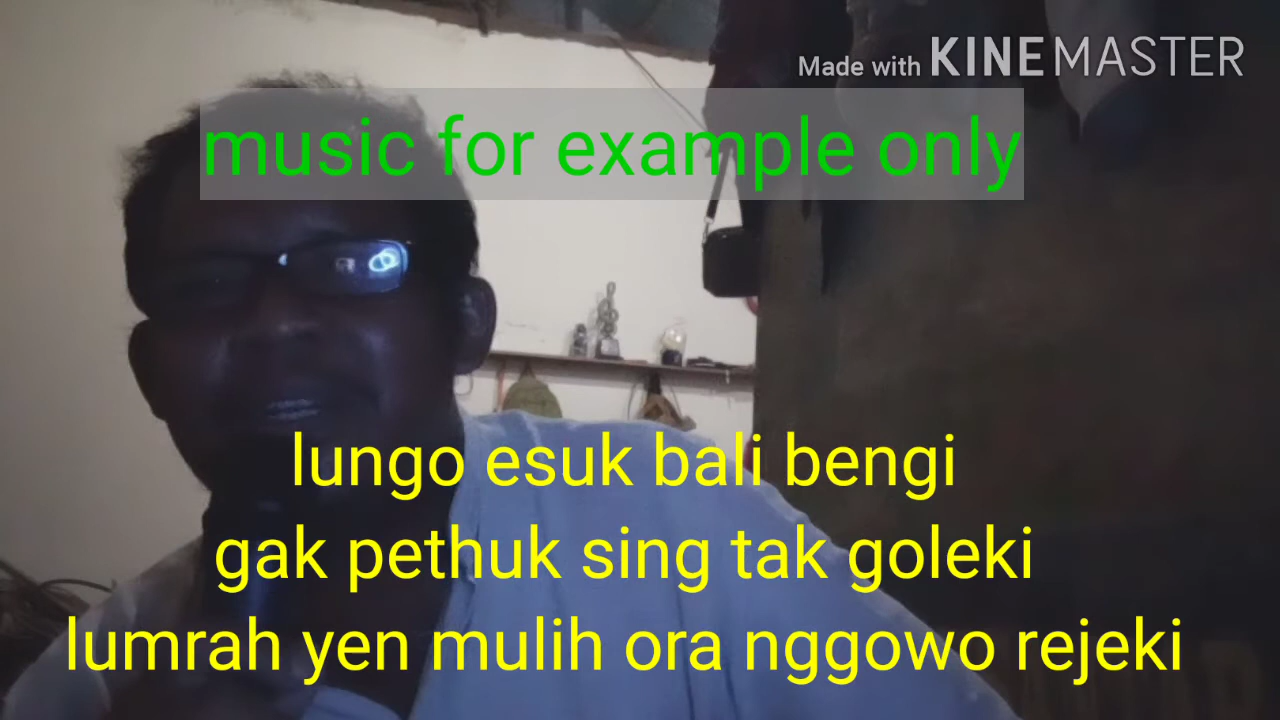 Made with KINEMASTER
music for example only
lungo esuk bali bengi
gak pethuk sing tak goleki
lumrah yen mulih ora nggowo rejeki